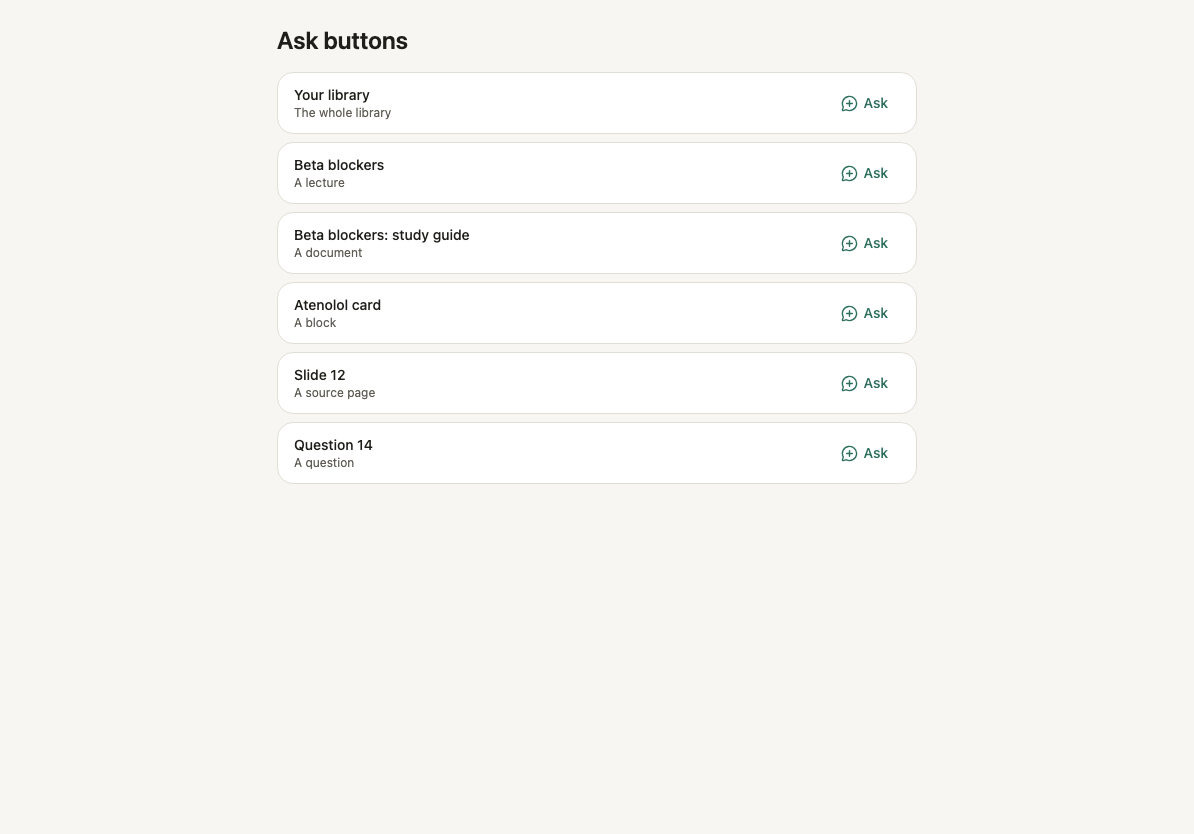 Ask buttons
Your library
The whole library
Ask
Beta blockers
A lecture
Ask
Beta blockers: study guide
A document
Ask
Atenolol card
A block
Ask
Slide 12
A source page
Ask
Question 14
A question
Ask